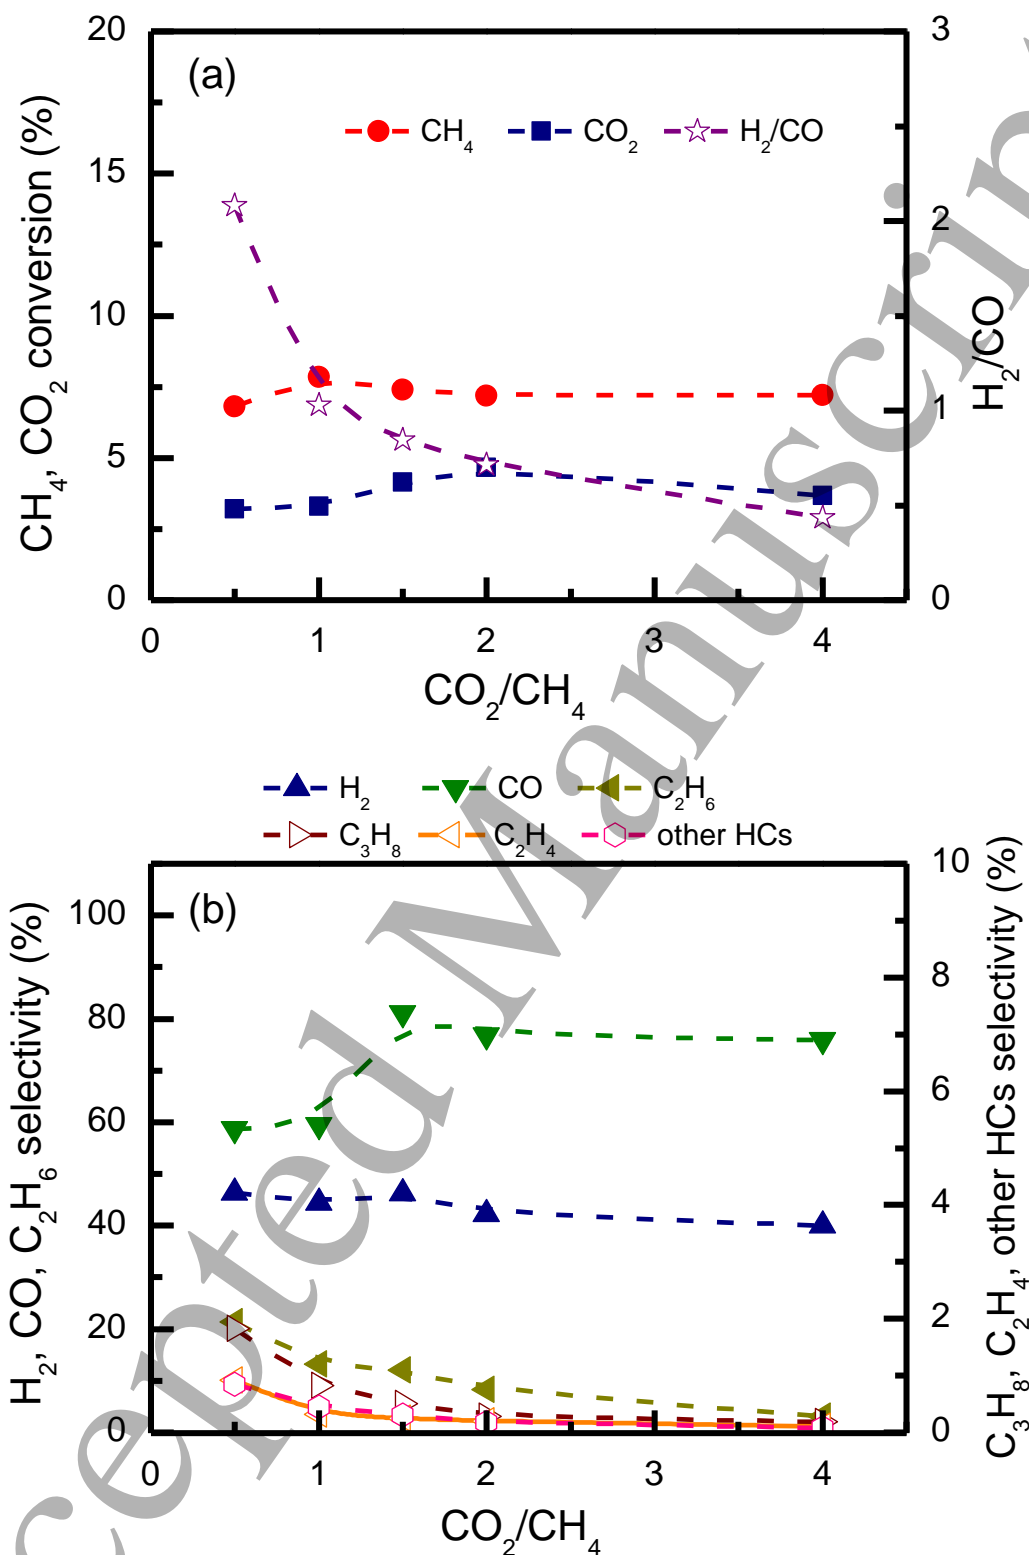 (a)
CH₄ CO₂ H₂/CO
CH₄, CO₂ conversion (%)
20
15
10
5
0
H₂/CO
3
2
1
0
0 1 2 3 4
CO₂/CH₄
H₂ CO C₂H₆
C₃H₈ C₂H₄ other HCs
(b)
H₂, CO, C₂H₆ selectivity (%)
100
80
60
40
20
0
C₃H₈, C₂H₄, other HCs selectivity (%)
10
8
6
4
2
0
0 1 2 3 4
CO₂/CH₄
cepted Manuscrip